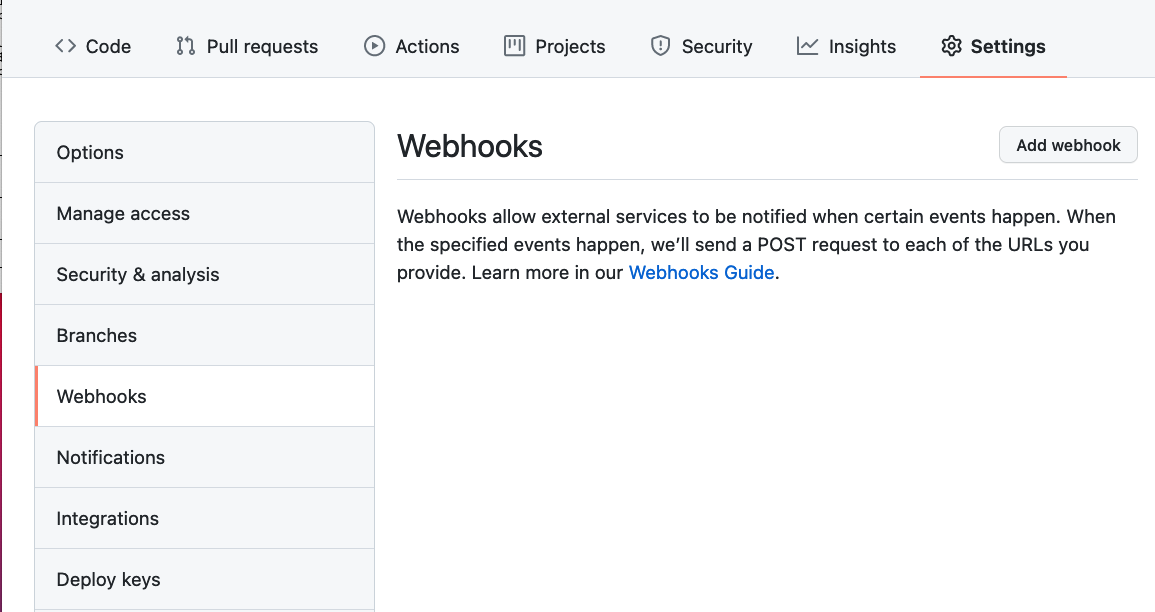 Code Pull requests Actions Projects Security Insights Settings
Options
Manage access
Security & analysis
Branches
Webhooks
Notifications
Integrations
Deploy keys
Webhooks
Add webhook
Webhooks allow external services to be notified when certain events happen. When
the specified events happen, we’ll send a POST request to each of the URLs you
provide. Learn more in our Webhooks Guide.